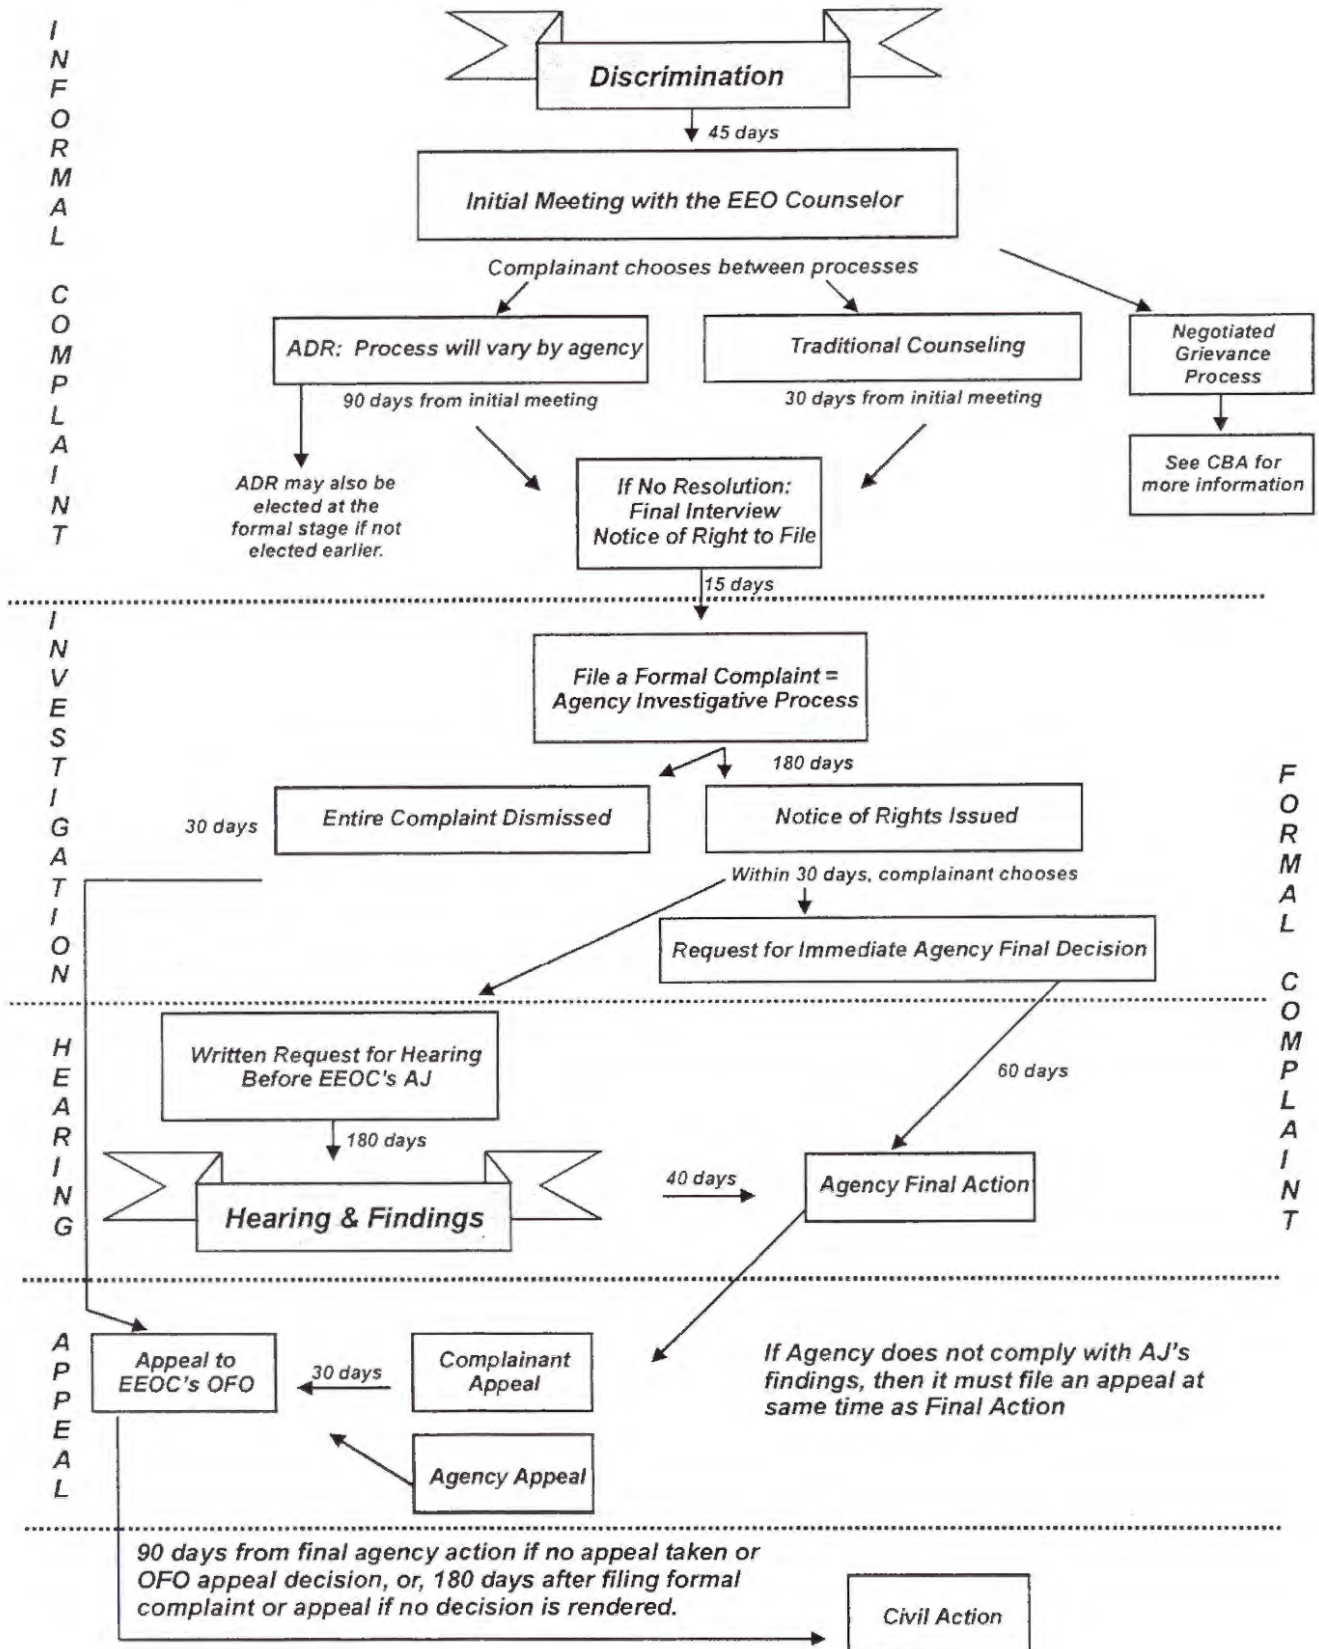 INFORMAL COMPLAINT
Discrimination
45 days
Initial Meeting with the EEO Counselor
Complainant chooses between processes
ADR: Process will vary by agency
Traditional Counseling
Negotiated
Grievance
Process
90 days from initial meeting
30 days from initial meeting
See CBA for
more information
ADR may also be
elected at the
formal stage if not
elected earlier.
If No Resolution:
Final Interview
Notice of Right to File
15 days
INVESTIGATION
File a Formal Complaint =
Agency Investigative Process
180 days
FORMAL COMPLAINT
30 days
Entire Complaint Dismissed
Notice of Rights Issued
Within 30 days, complainant chooses
Request for Immediate Agency Final Decision
HEARING
Written Request for Hearing
Before EEOC's AJ
60 days
180 days
Hearing & Findings
40 days
Agency Final Action
APPEAL
Appeal to
EEOC's OFO
30 days
Complainant
Appeal
If Agency does not comply with AJ's
findings, then it must file an appeal at
same time as Final Action
Agency Appeal
90 days from final agency action if no appeal taken or
OFO appeal decision, or, 180 days after filing formal
complaint or appeal if no decision is rendered.
Civil Action